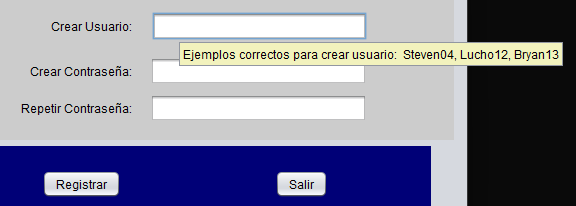 Crear Usuario:
Ejemplos correctos para crear usuario: Steven04, Lucho12, Bryan13
Crear Contraseña:
Repetir Contraseña:
Registrar
Salir